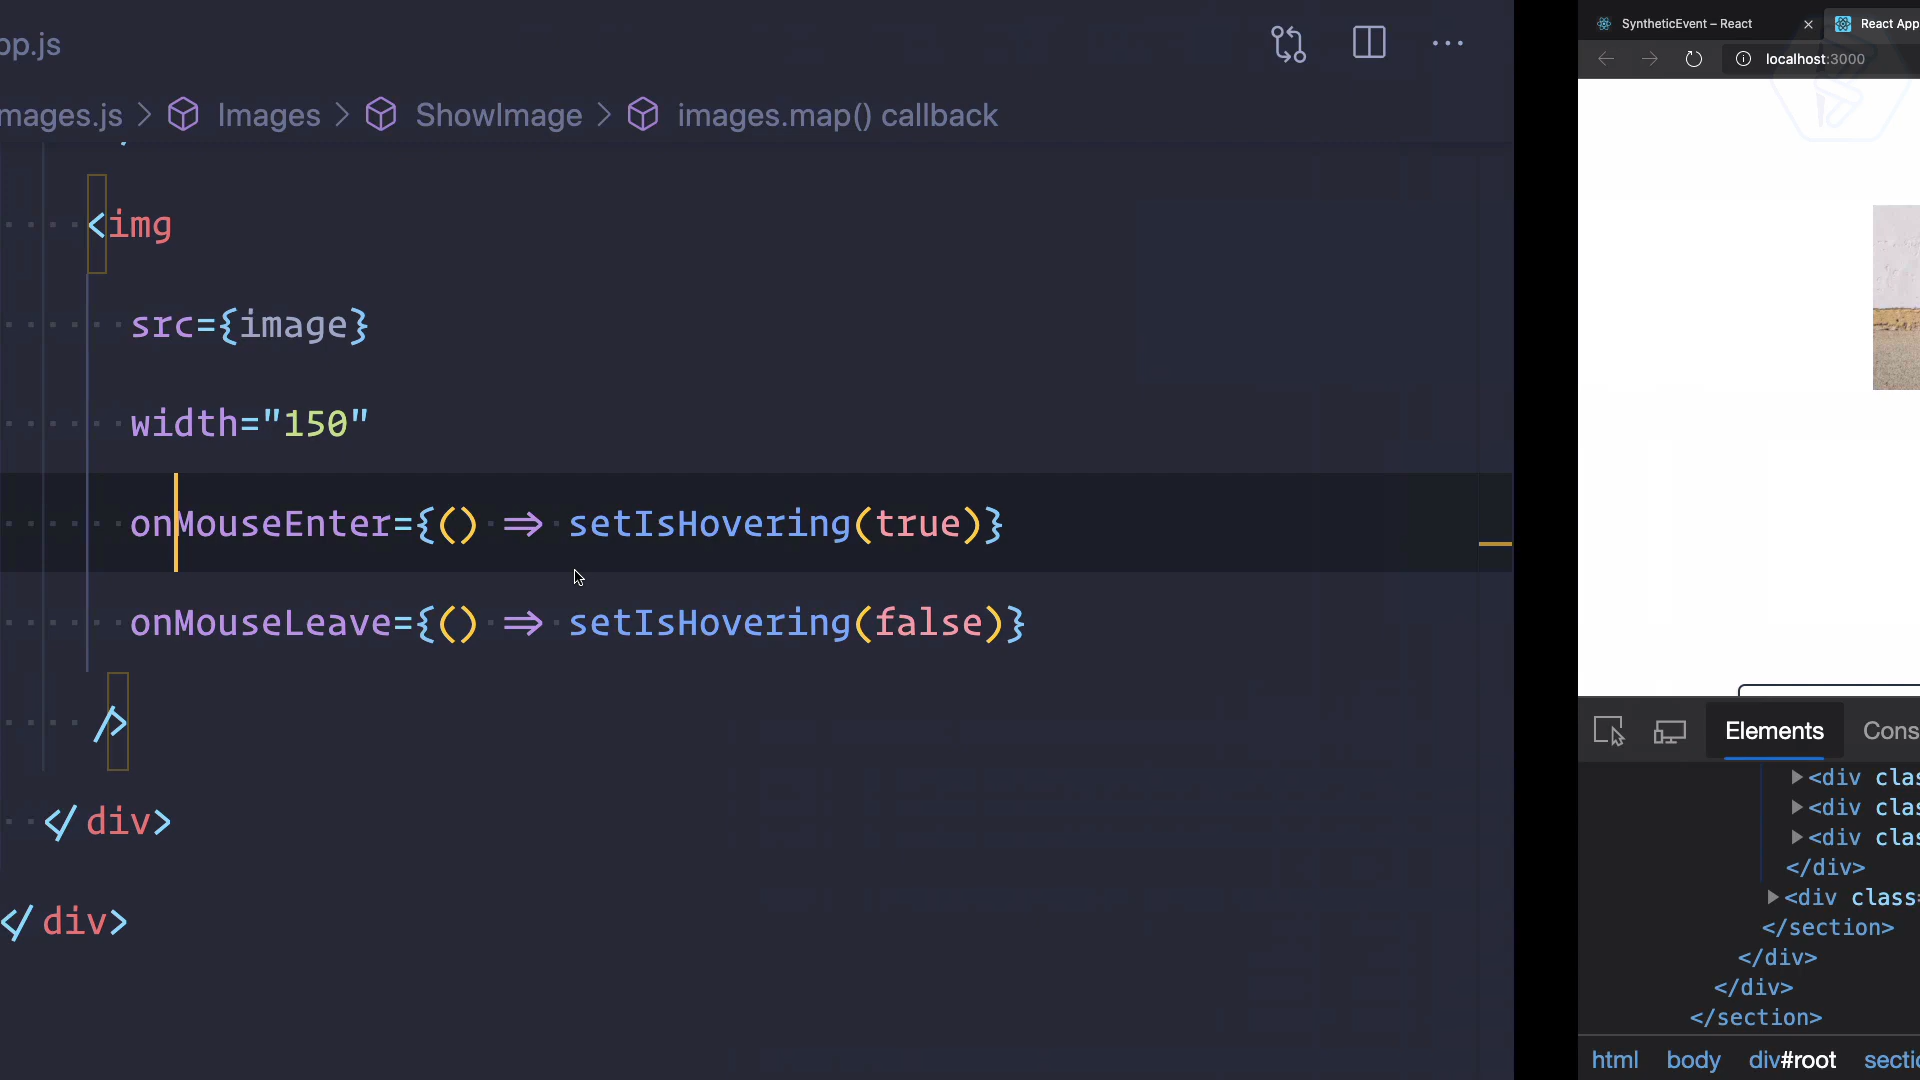 pp.js
mages.js > Images > ShowImage > images.map() callback
<img
src={image}
width="150"
onMouseEnter={() => setIsHovering(true)}
onMouseLeave={() => setIsHovering(false)}
/>
</div>
</div>
SyntheticEvent – React
React App
localhost:3000
Elements
Cons
<div clas
<div clas
<div clas
</div>
<div class=
</section>
</div>
</div>
</section>
html body div#root sectio